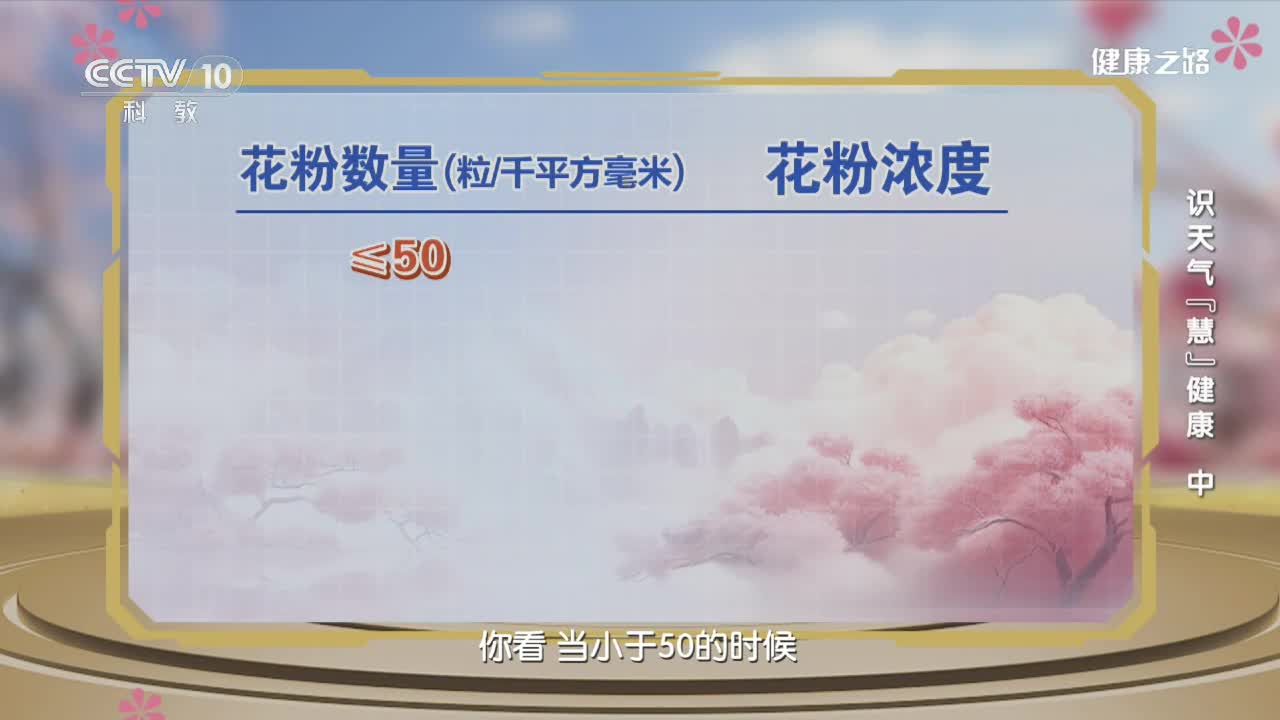 CCTV 10
科 教
健康之路
花粉数量(粒/千平方毫米) 花粉浓度
≦50
识天气『慧』健康 中
你看 当小于50的时候